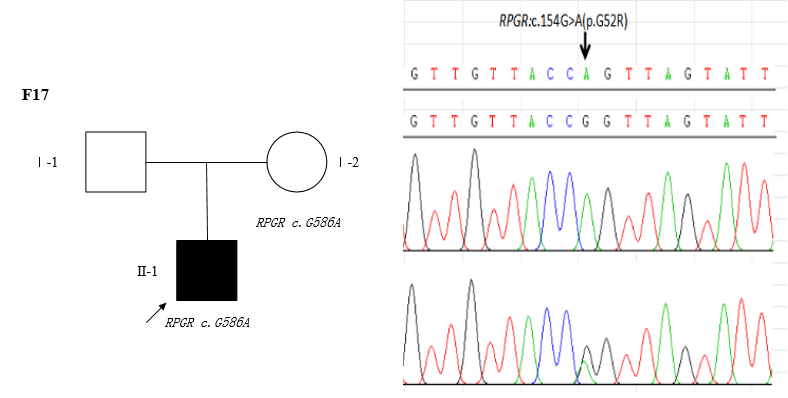 F17
I -1
I -2
RPGR c. G586A
II-1
RPGR c. G586A
RPGR:c.154G>A(p.G52R)
G T T G T T A C C A G T T A G T A T T
G T T G T T A C C G G T T A G T A T T